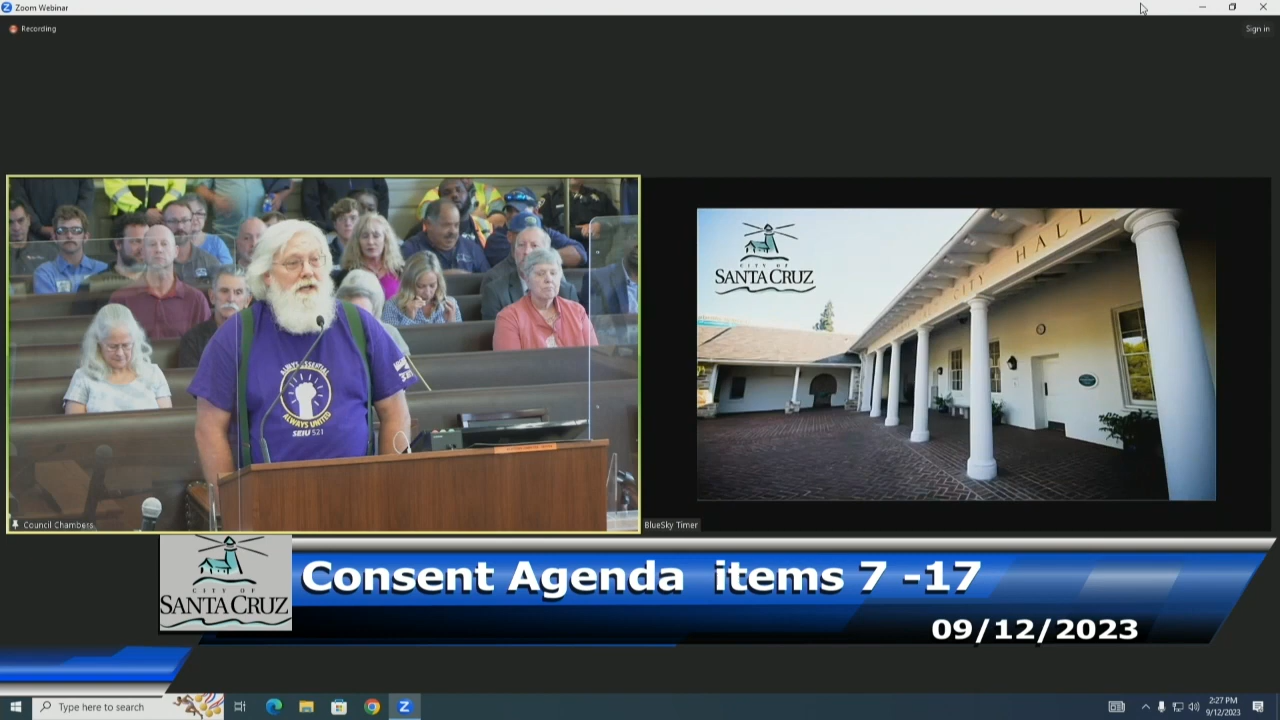 Zoom Webinar
Recording
Sign in
ALWAYS ESSENTIAL
ALWAYS UNITED
SEIU 521
Council Chambers
CITY OF
SANTA CRUZ
CITY HALL
BlueSky Timer
CITY OF
SANTA CRUZ
Consent Agenda items 7 -17
09/12/2023
Type here to search
2:27 PM
9/12/2023